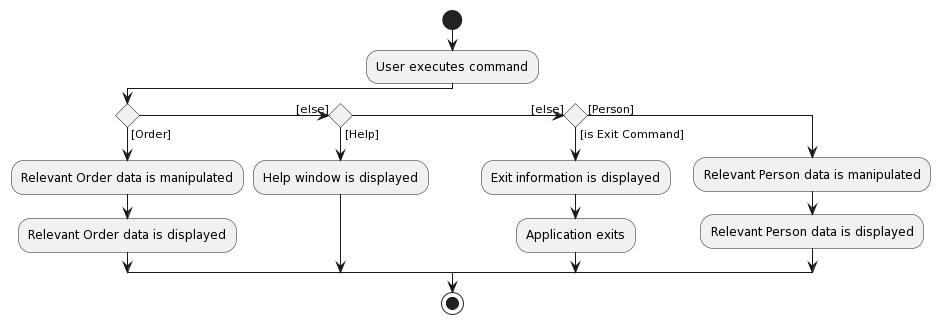 User executes command
[else]
[else]
[Person]
[Order]
[Help]
[is Exit Command]
Relevant Order data is manipulated
Help window is displayed
Exit information is displayed
Relevant Person data is manipulated
Relevant Order data is displayed
Application exits
Relevant Person data is displayed